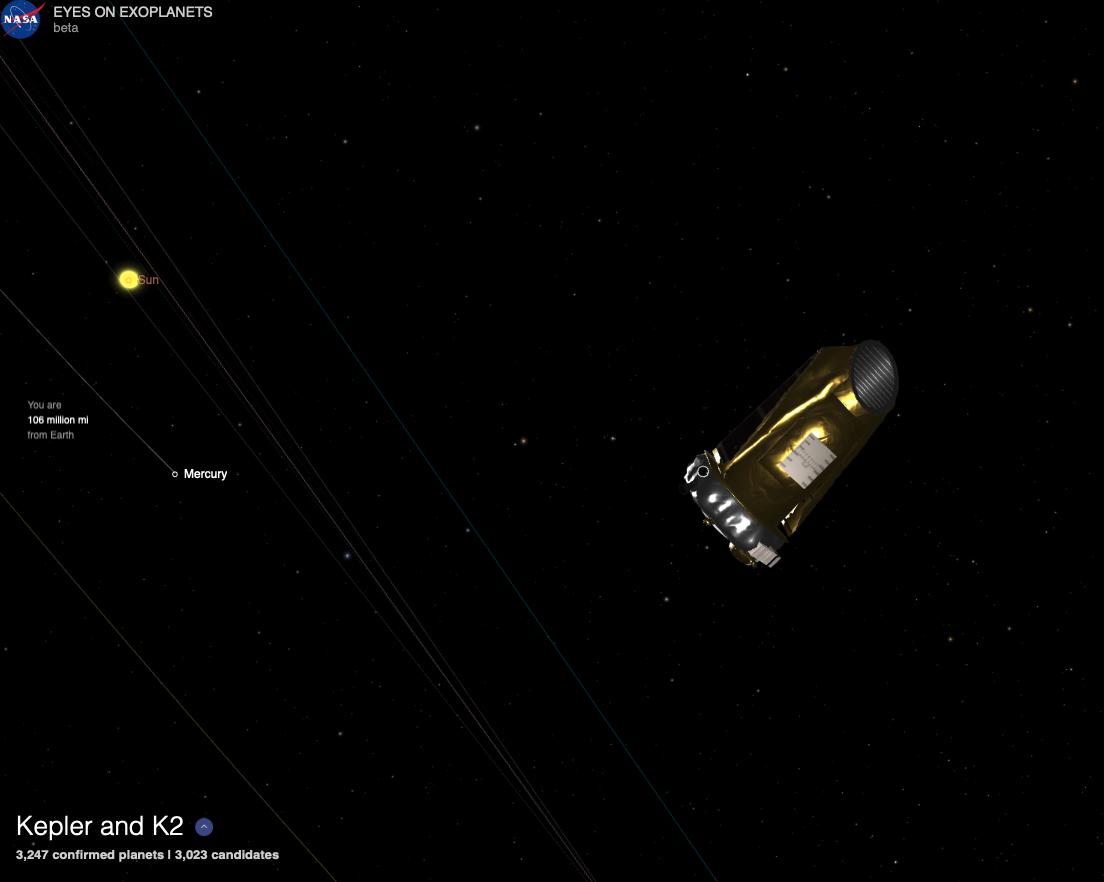 NASA
EYES ON EXOPLANETS
beta
Sun
You are
106 million mi
from Earth
Mercury
Kepler and K2
3,247 confirmed planets | 3,023 candidates